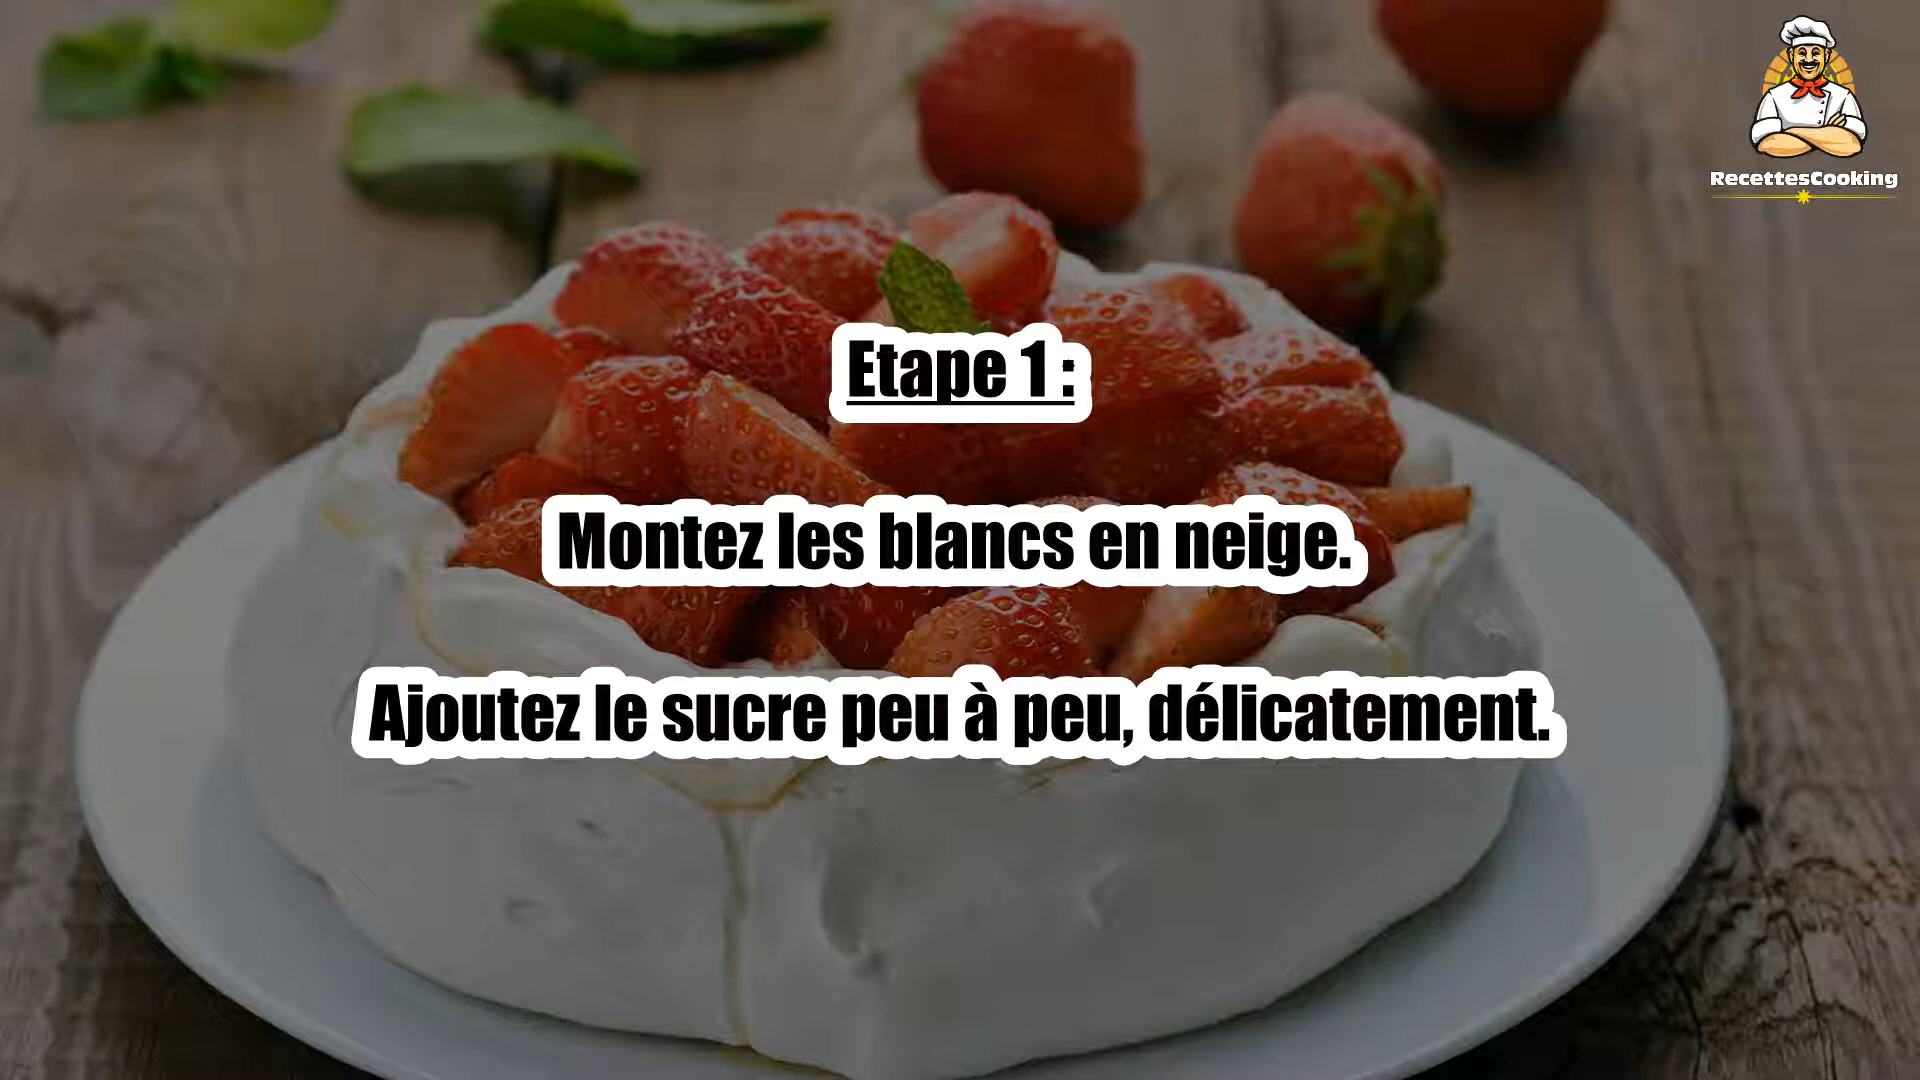 RecettesCooking
Etape 1 :
Montez les blancs en neige.
Ajoutez le sucre peu à peu, délicatement.